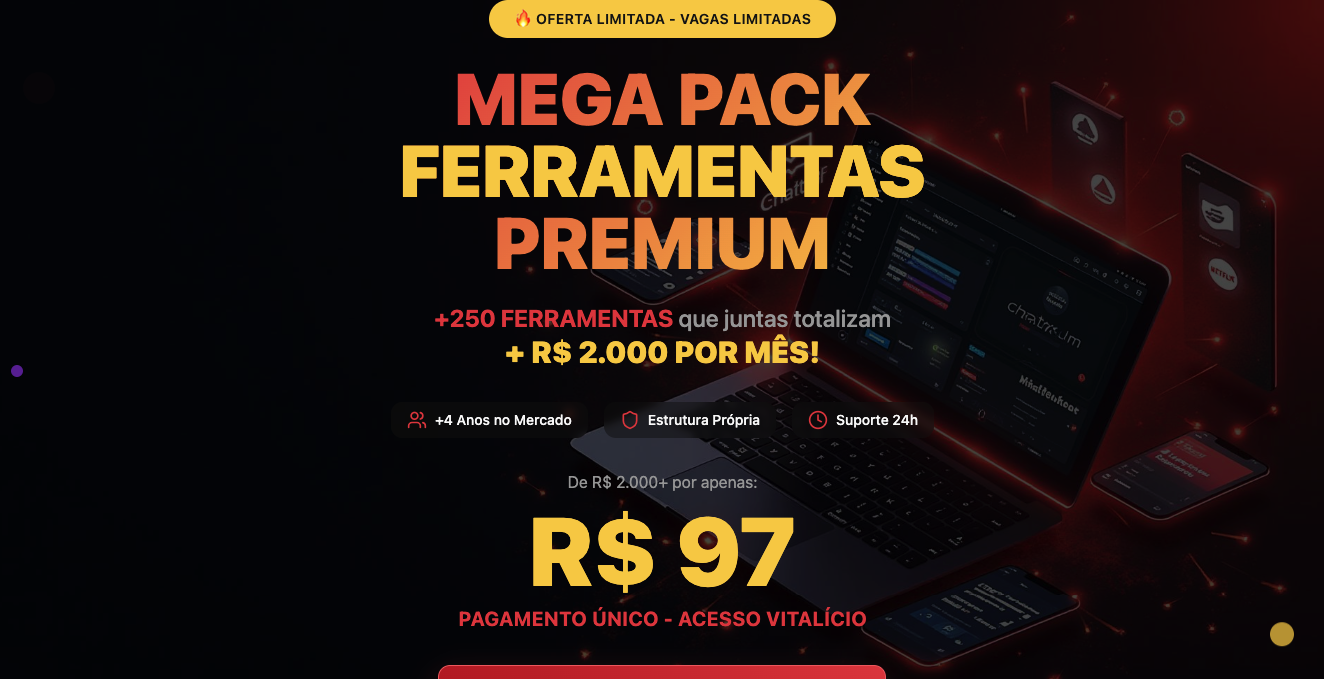 🔥 OFERTA LIMITADA - VAGAS LIMITADAS
MEGA PACK
FERRAMENTAS
PREMIUM
+250 FERRAMENTAS que juntas totalizam
+ R$ 2.000 POR MÊS!
+4 Anos no Mercado
Estrutura Própria
Suporte 24h
De R$ 2.000+ por apenas:
R$ 97
PAGAMENTO ÚNICO - ACESSO VITALÍCIO
NETFLIX